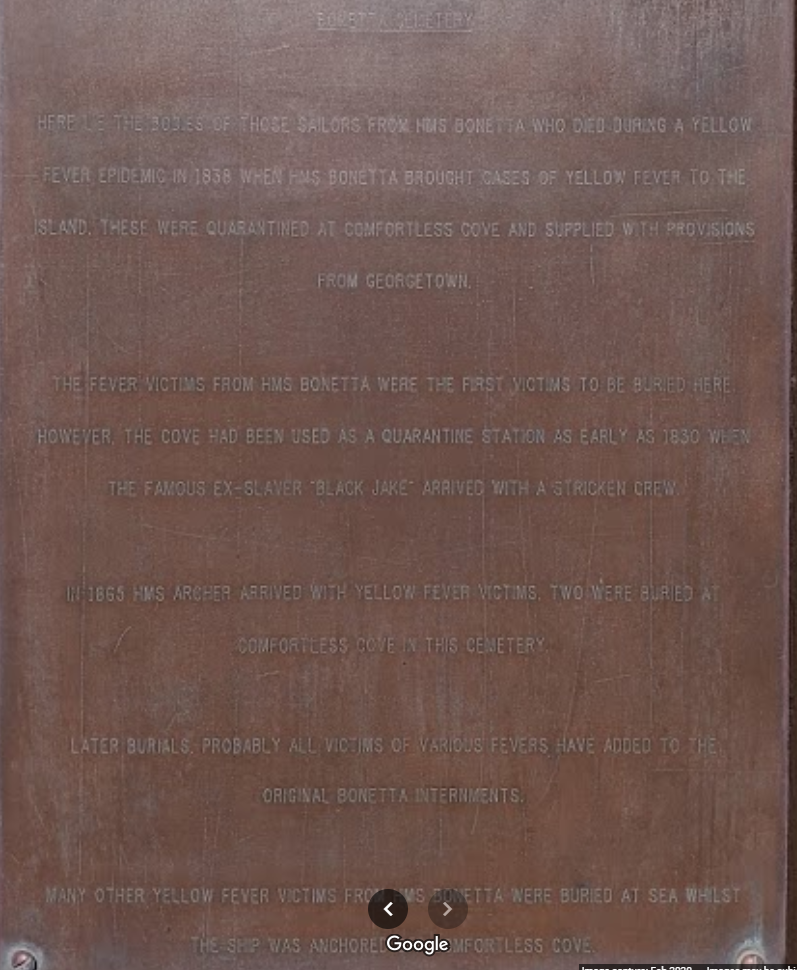 BONETTA CEMETERY
HERE LIE THE BODIES OF THOSE SAILORS FROM HMS BONETTA WHO DIED DURING A YELLOW
FEVER EPIDEMIC IN 1838 WHEN HMS BONETTA BROUGHT CASES OF YELLOW FEVER TO THE
ISLAND. THESE WERE QUARANTINED AT COMFORTLESS COVE AND SUPPLIED WITH PROVISIONS
FROM GEORGETOWN.
THE FEVER VICTIMS FROM HMS BONETTA WERE THE FIRST VICTIMS TO BE BURIED HERE.
HOWEVER, THE COVE HAD BEEN USED AS A QUARANTINE STATION AS EARLY AS 1830 WHEN
THE FAMOUS EX-SLAVER "BLACK JAKE" ARRIVED WITH A STRICKEN CREW.
IN 1865 HMS ARCHER ARRIVED WITH YELLOW FEVER VICTIMS. TWO WERE BURIED AT
COMFORTLESS COVE IN THIS CEMETERY.
LATER BURIALS, PROBABLY ALL VICTIMS OF VARIOUS FEVERS HAVE ADDED TO THE
ORIGINAL BONETTA INTERNMENTS.
MANY OTHER YELLOW FEVER VICTIMS FROM HMS BONETTA WERE BURIED AT SEA WHILST
THE SHIP WAS ANCHORED COMFORTLESS COVE.
Google